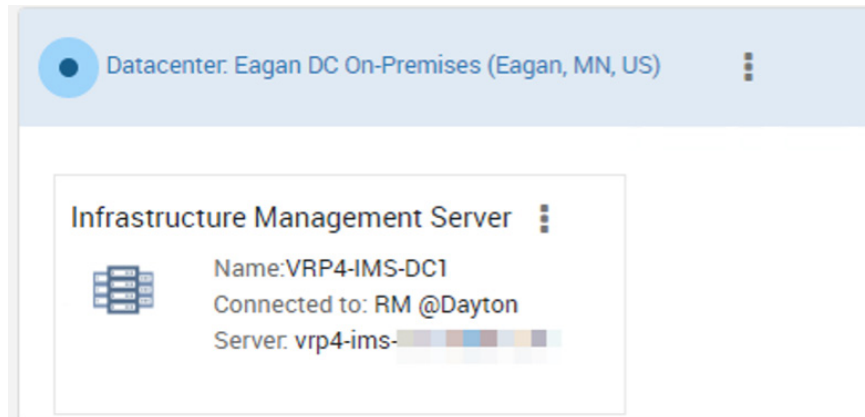 Datacenter: Eagan DC On-Premises (Eagan, MN, US)
Infrastructure Management Server
Name:VRP4-IMS-DC1
Connected to: RM @Dayton
Server: vrp4-ims-